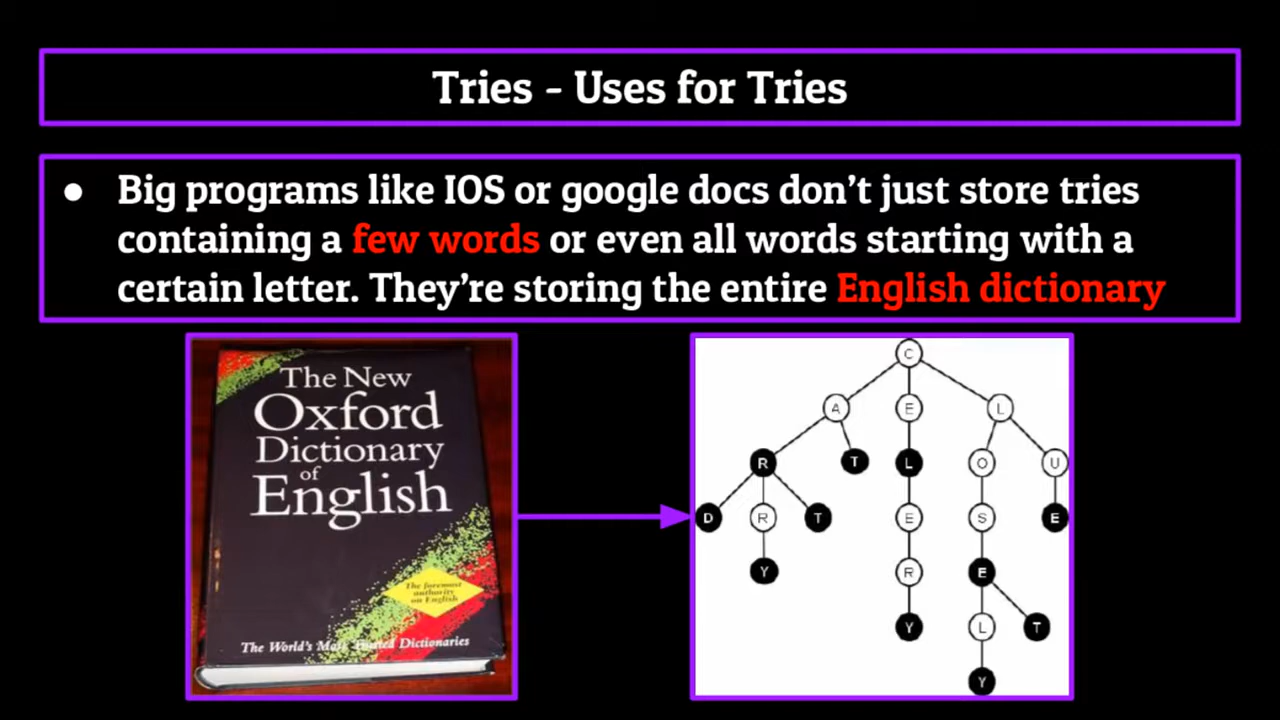 Tries - Uses for Tries
● Big programs like IOS or google docs don't just store tries
containing a few words or even all words starting with a
certain letter. They're storing the entire English dictionary
The New
Oxford
Dictionary
of
English
The foremost
authority
on English
The World's Most Trusted Dictionaries
C
A E L
R T L O U
D R T E S E
Y R E
Y L T
Y